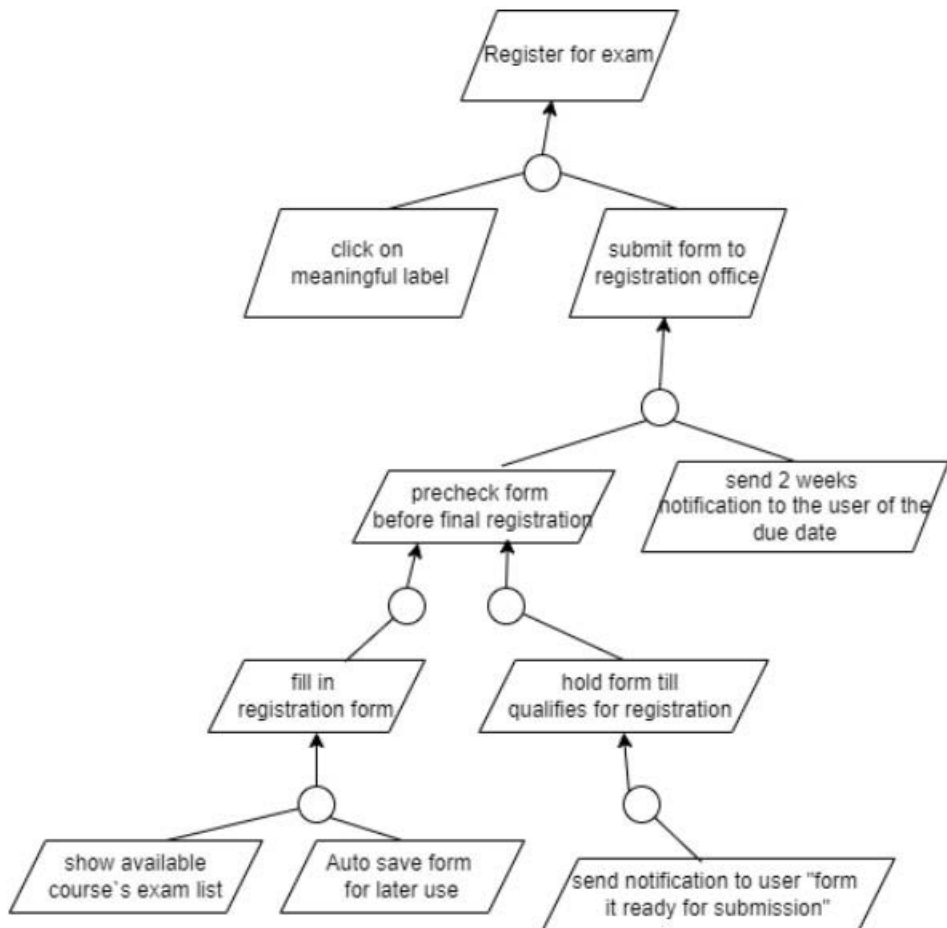 Register for exam
click on
meaningful label
submit form to
registration office
precheck form
before final registration
send 2 weeks
notification to the user of the
due date
fill in
registration form
hold form till
qualifies for registration
show available
course`s exam list
Auto save form
for later use
send notification to user "form
it ready for submission"